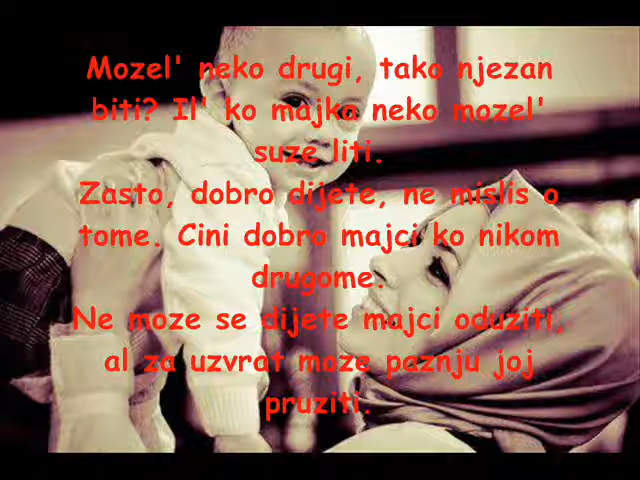 Mozel' neko drugi, tako njezan
biti? Il' ko majka neko mozel'
suze liti.
Zasto, dobro dijete, ne mislis o
tome. Cini dobro majci ko nikom
drugome.
Ne moze se dijete majci oduziti,
al za uzvrat moze paznju joj
pruziti.